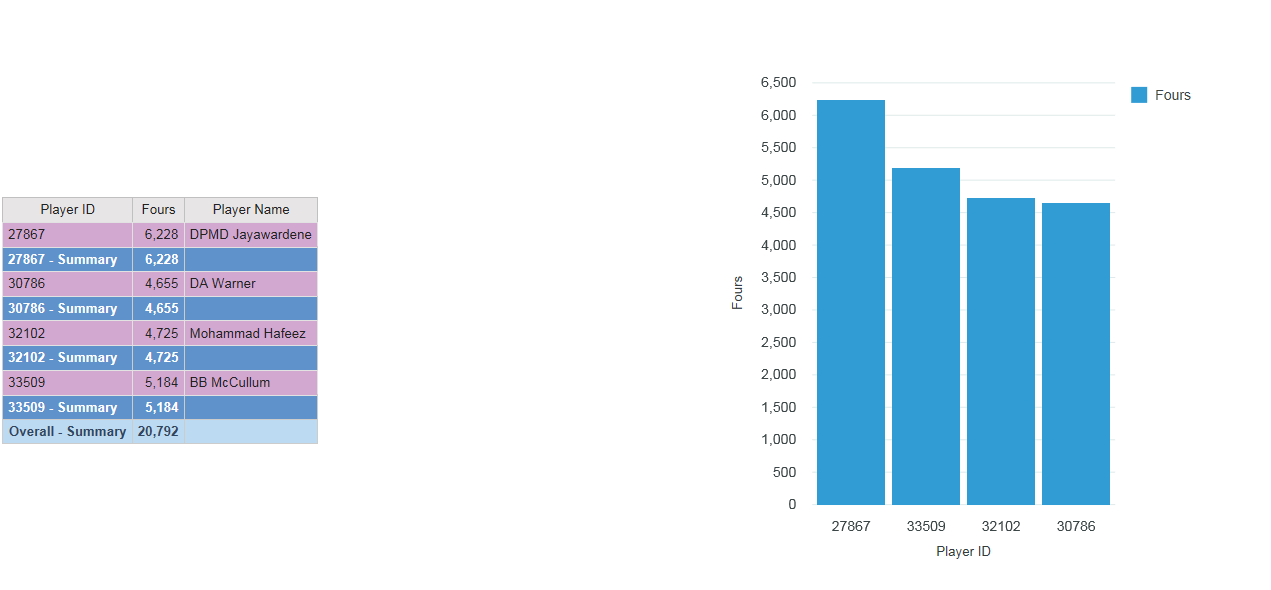 Player ID Fours Player Name
27867 6,228 DPMD Jayawardene
27867 - Summary 6,228
30786 4,655 DA Warner
30786 - Summary 4,655
32102 4,725 Mohammad Hafeez
32102 - Summary 4,725
33509 5,184 BB McCullum
33509 - Summary 5,184
Overall - Summary 20,792
Fours
6,500
6,000
5,500
5,000
4,500
4,000
3,500
3,000
2,500
2,000
1,500
1,000
500
0
27867 33509 32102 30786
Player ID
Fours